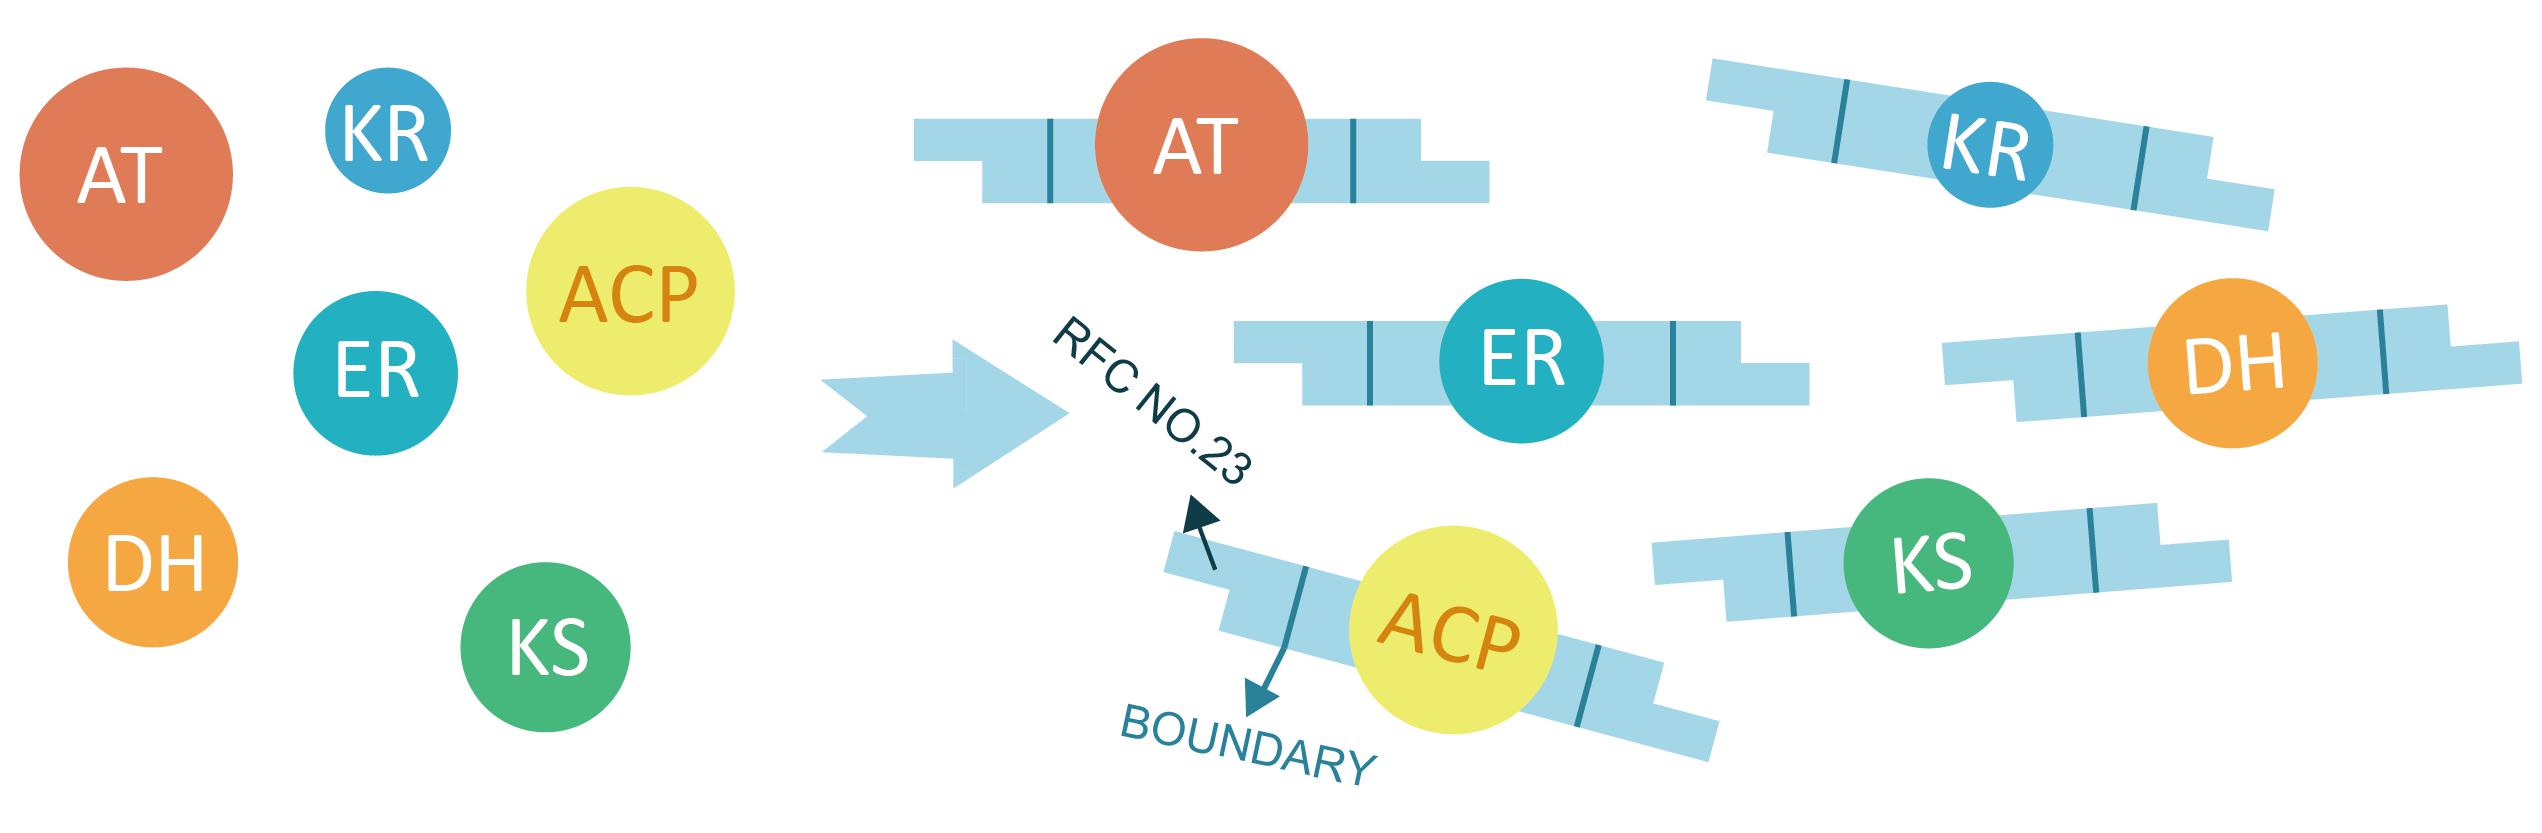 AT
KR
ACP
ER
DH
KS
AT
KR
ER
DH
RFC NO.23
ACP
KS
BOUNDARY